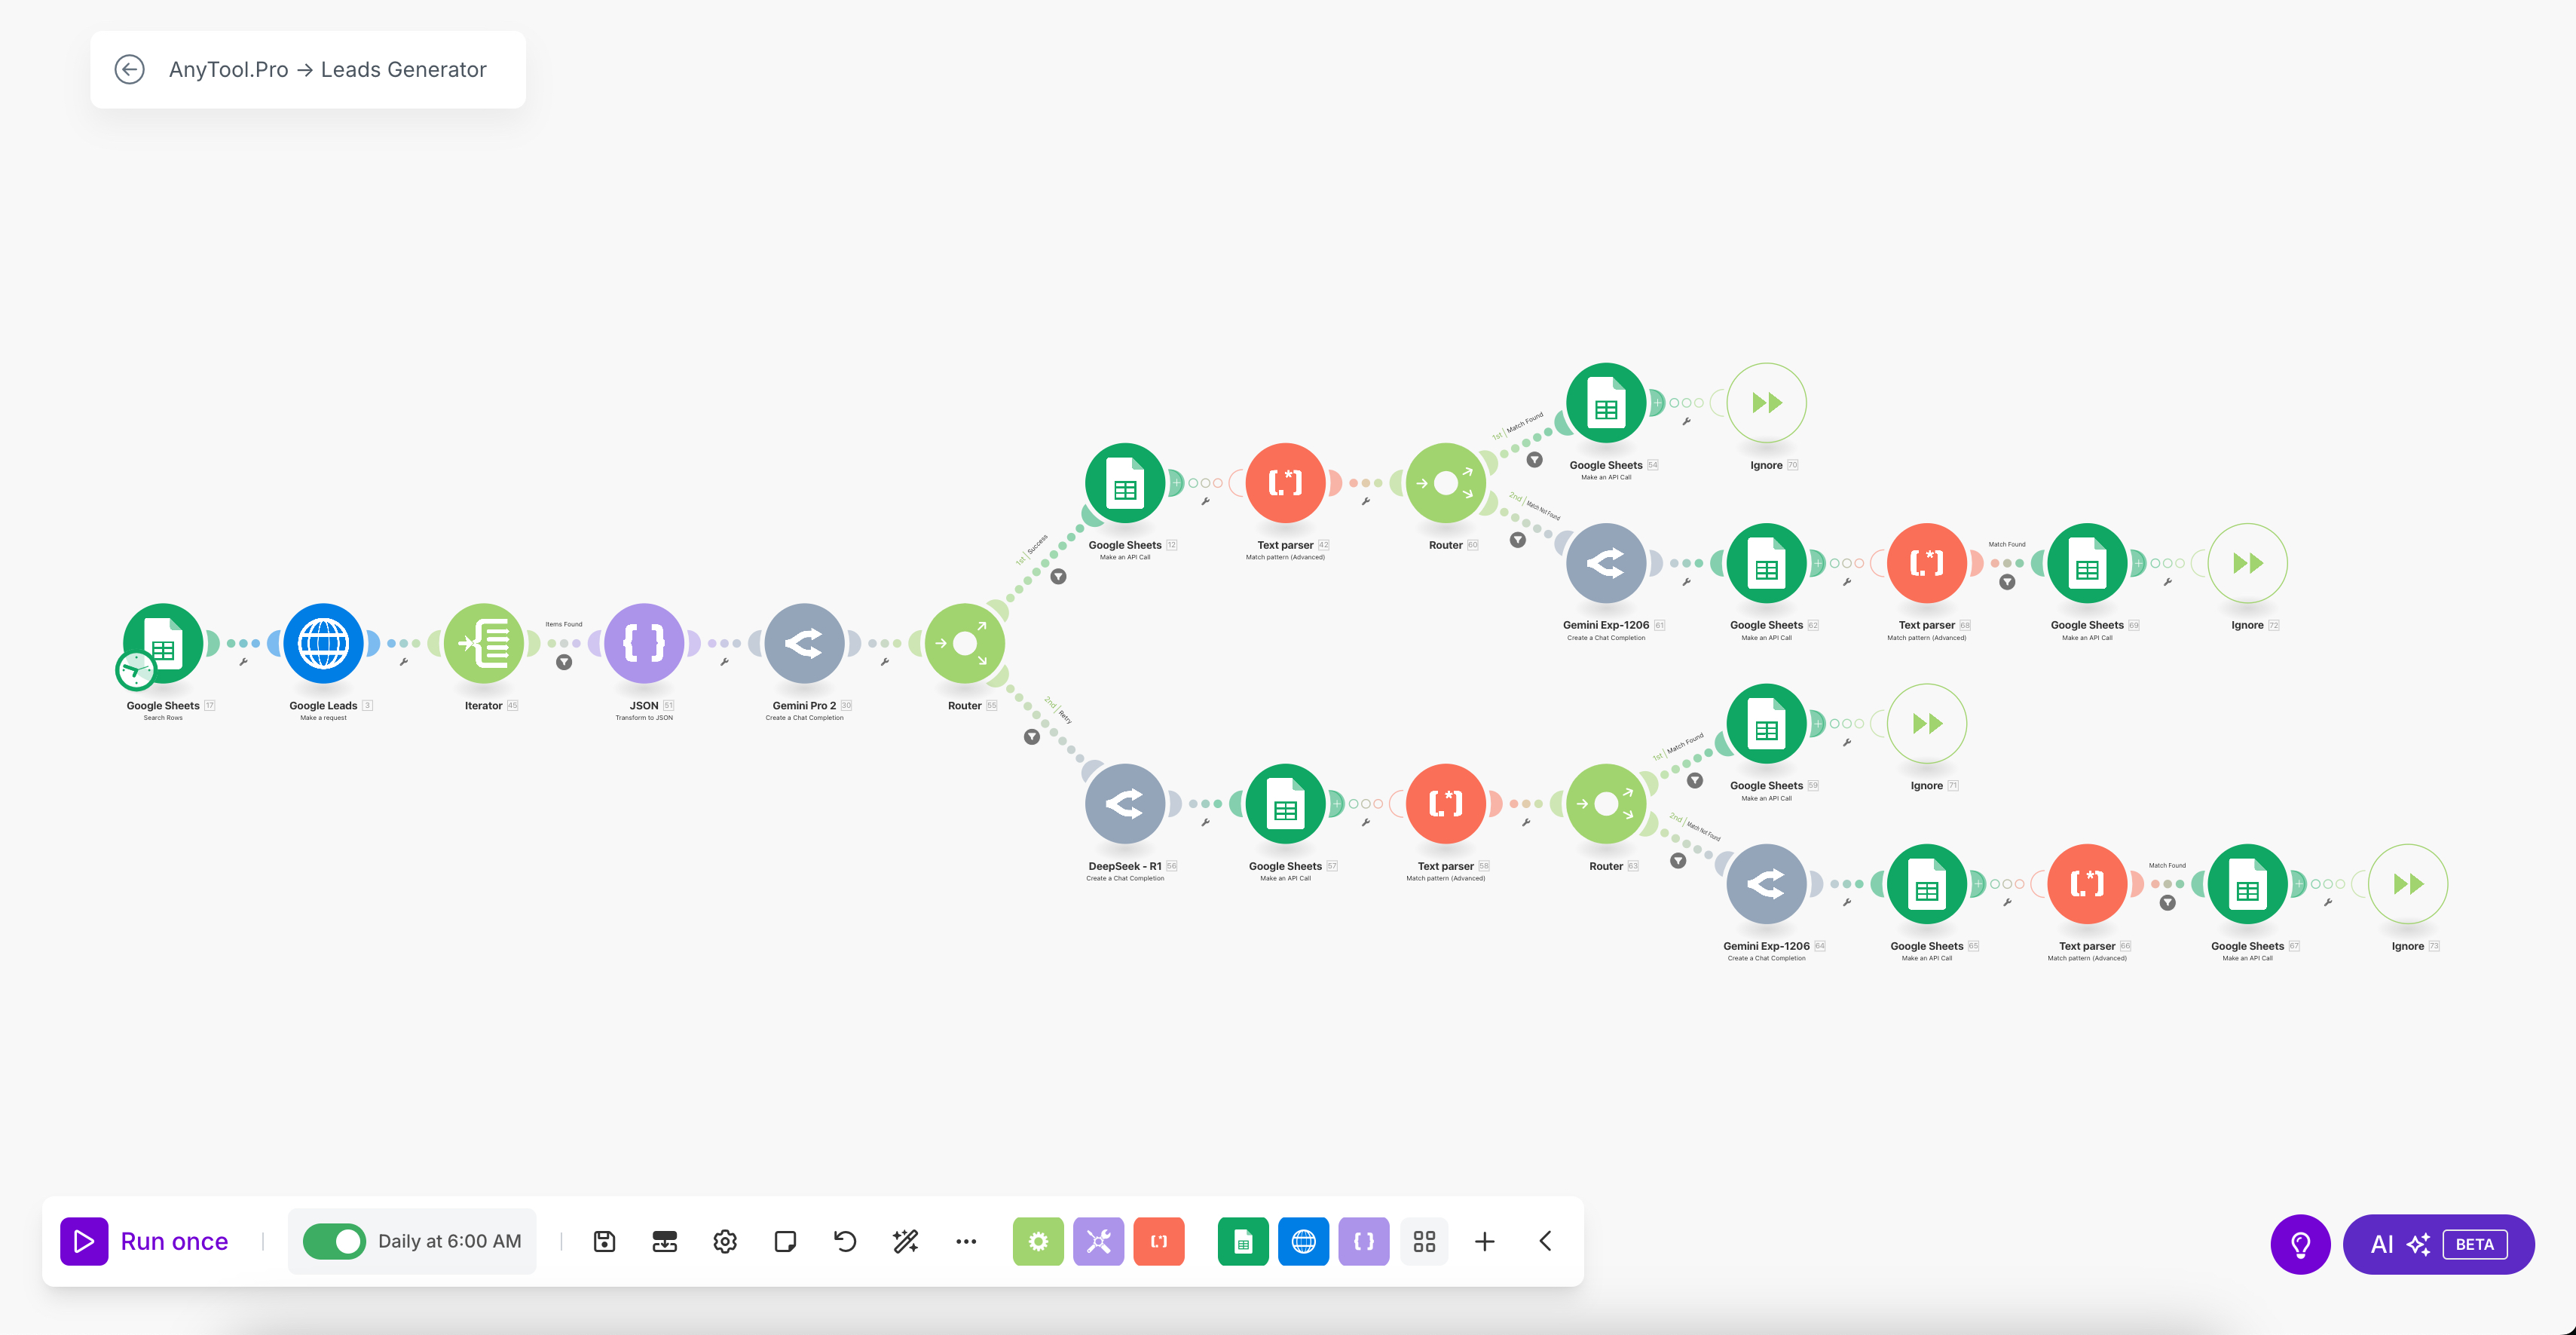 AnyTool.Pro → Leads Generator
1st | Match Found
Google Sheets 54
Make an API Call
Ignore 70
1st | Success
2nd | Match Not Found
Google Sheets 12
Make an API Call
Text parser 42
Match pattern (Advanced)
Router 60
Match Found
Gemini Exp-1206 61
Create a Chat Completion
Google Sheets 62
Make an API Call
Text parser 68
Match pattern (Advanced)
Google Sheets 69
Make an API Call
Ignore 72
Items Found
Google Sheets 17
Search Rows
Google Leads 3
Make a request
Iterator 45
JSON 51
Transform to JSON
Gemini Pro 2 30
Create a Chat Completion
Router 55
2nd | Retry
1st | Match Found
Google Sheets 59
Make an API Call
Ignore 71
2nd | Match Not Found
DeepSeek - R1 56
Create a Chat Completion
Google Sheets 57
Make an API Call
Text parser 58
Match pattern (Advanced)
Router 63
Match Found
Gemini Exp-1206 64
Create a Chat Completion
Google Sheets 65
Make an API Call
Text parser 66
Match pattern (Advanced)
Google Sheets 67
Make an API Call
Ignore 73
Run once
Daily at 6:00 AM
AI BETA